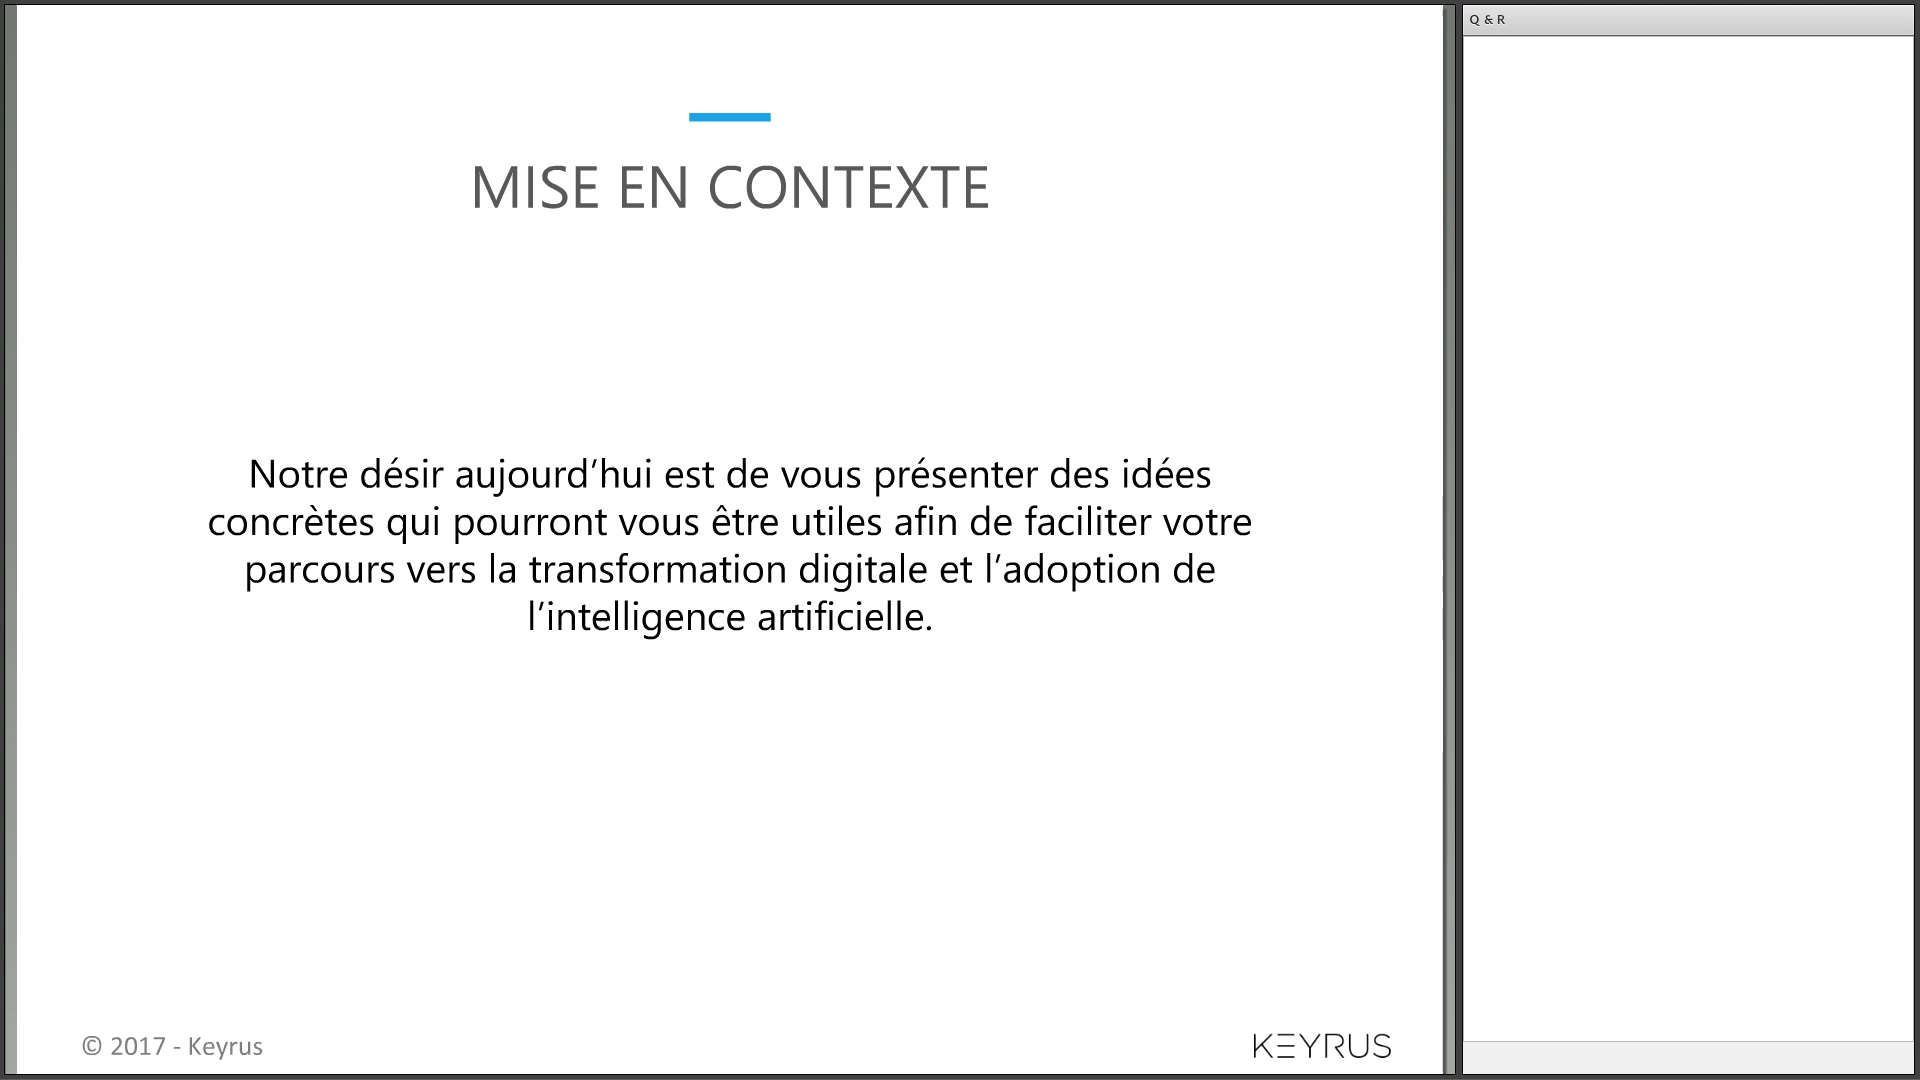 Q & R
MISE EN CONTEXTE
Notre désir aujourd’hui est de vous présenter des idées
concrètes qui pourront vous être utiles afin de faciliter votre
parcours vers la transformation digitale et l’adoption de
l’intelligence artificielle.
© 2017 - Keyrus
KEYRUS